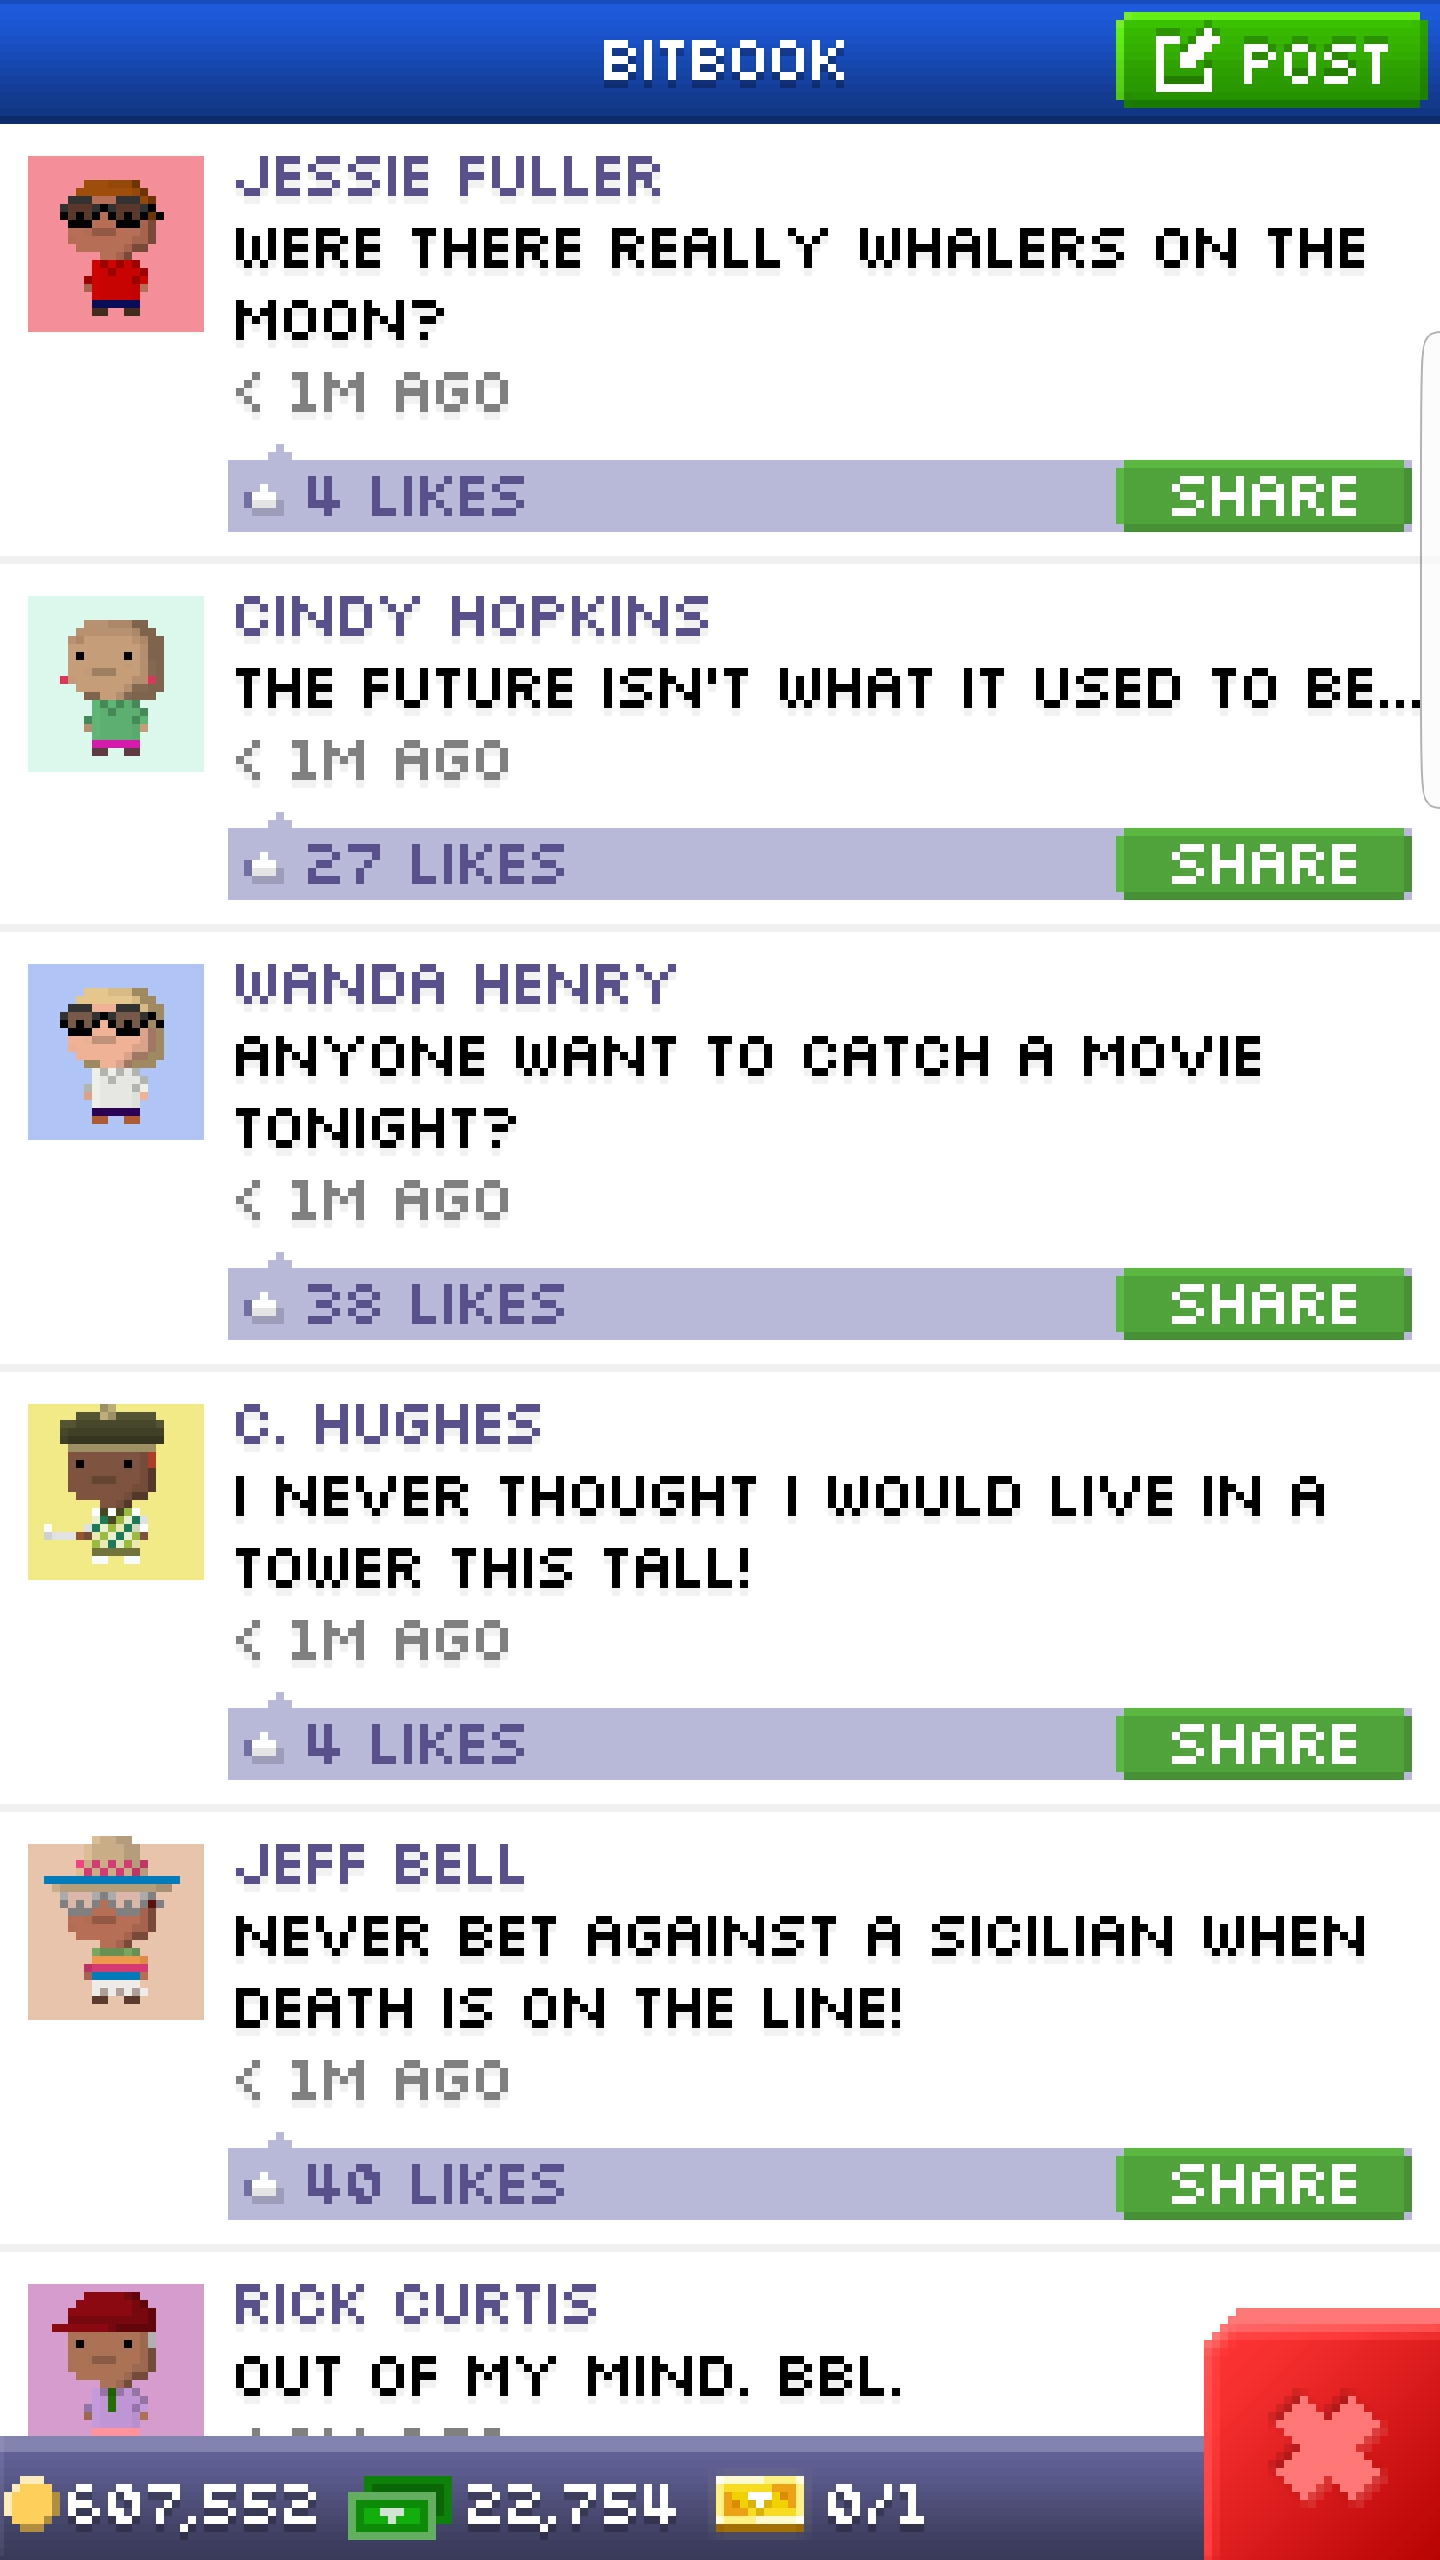 BITBOOK
POST
JESSIE FULLER
WERE THERE REALLY WHALERS ON THE
MOON?
< 1M AGO
4 LIKES
SHARE
CINDY HOPKINS
THE FUTURE ISN'T WHAT IT USED TO BE...
< 1M AGO
27 LIKES
SHARE
WANDA HENRY
ANYONE WANT TO CATCH A MOVIE
TONIGHT?
< 1M AGO
38 LIKES
SHARE
C. HUGHES
I NEVER THOUGHT I WOULD LIVE IN A
TOWER THIS TALL!
< 1M AGO
4 LIKES
SHARE
JEFF BELL
NEVER BET AGAINST A SICILIAN WHEN
DEATH IS ON THE LINE!
< 1M AGO
40 LIKES
SHARE
RICK CURTIS
OUT OF MY MIND. BBL.
607,552 22,754 0/1